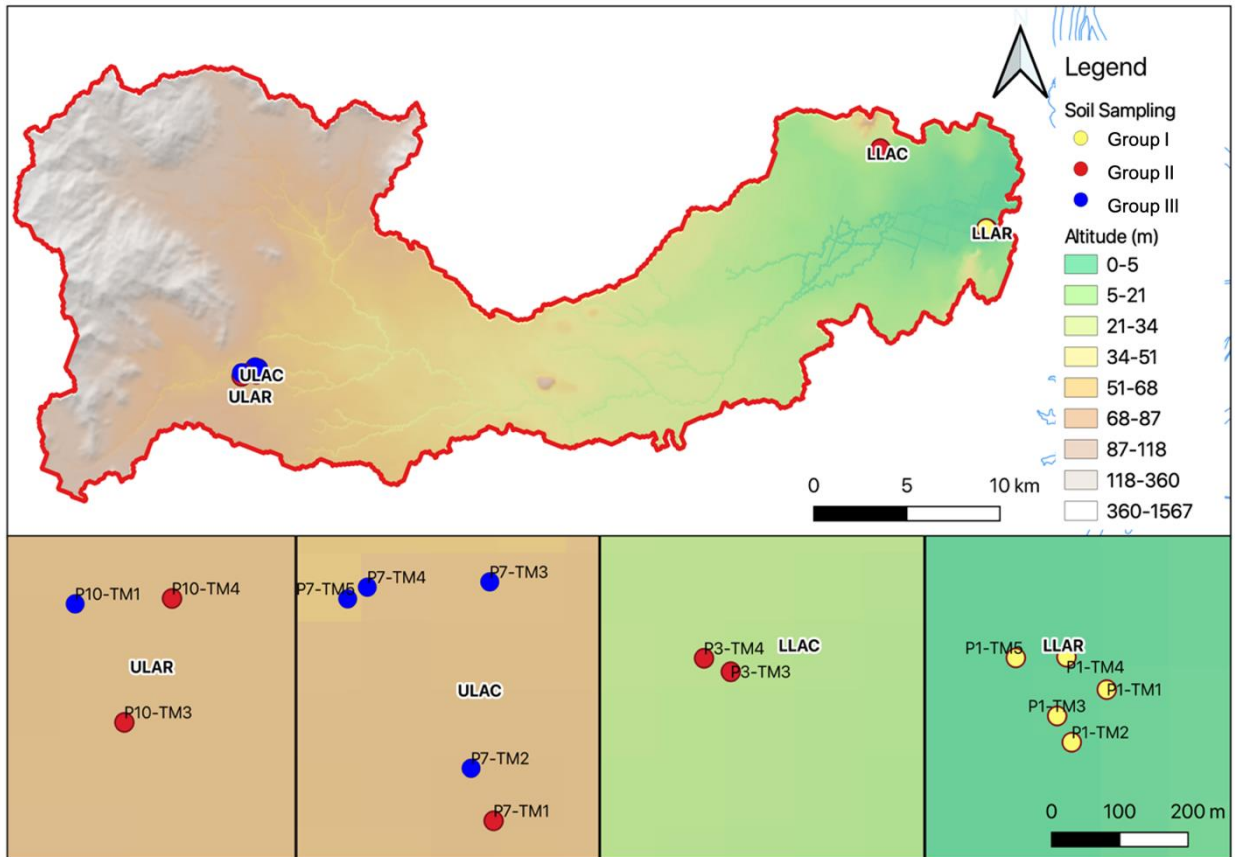 N
Legend
Soil Sampling
Group I
Group II
Group III
Altitude (m)
0-5
5-21
21-34
34-51
51-68
68-87
87-118
118-360
360-1567
LLAC
LLAR
ULAC
ULAR
0 5 10 km
P10-TM1
P10-TM4
ULAR
P10-TM3
P7-TM5
P7-TM4
P7-TM3
ULAC
P7-TM2
P7-TM1
LLAC
P3-TM4
P3-TM3
P1-TM5
LLAR
P1-TM4
P1-TM1
P1-TM3
P1-TM2
0 100 200 m